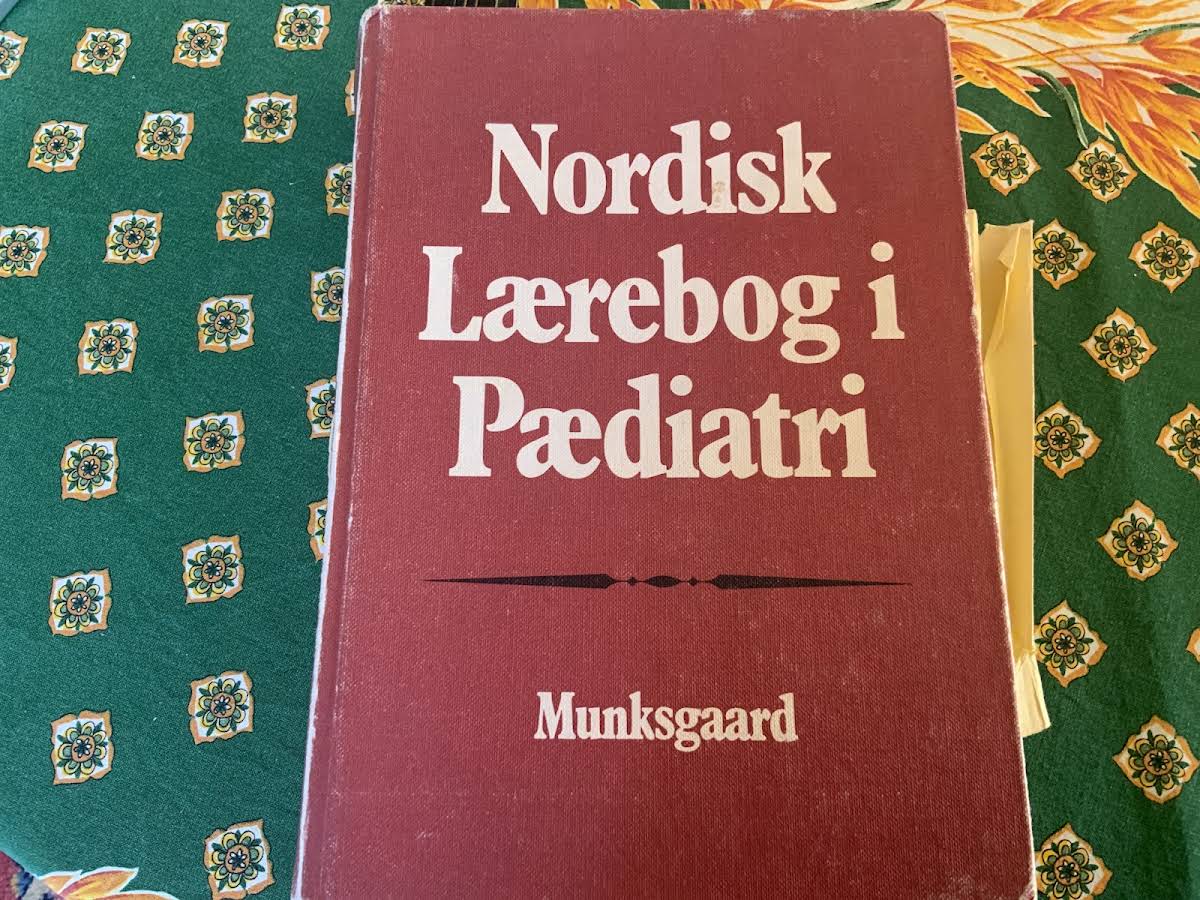 Nordisk
Lærebog i
Pædiatri
Munksgaard